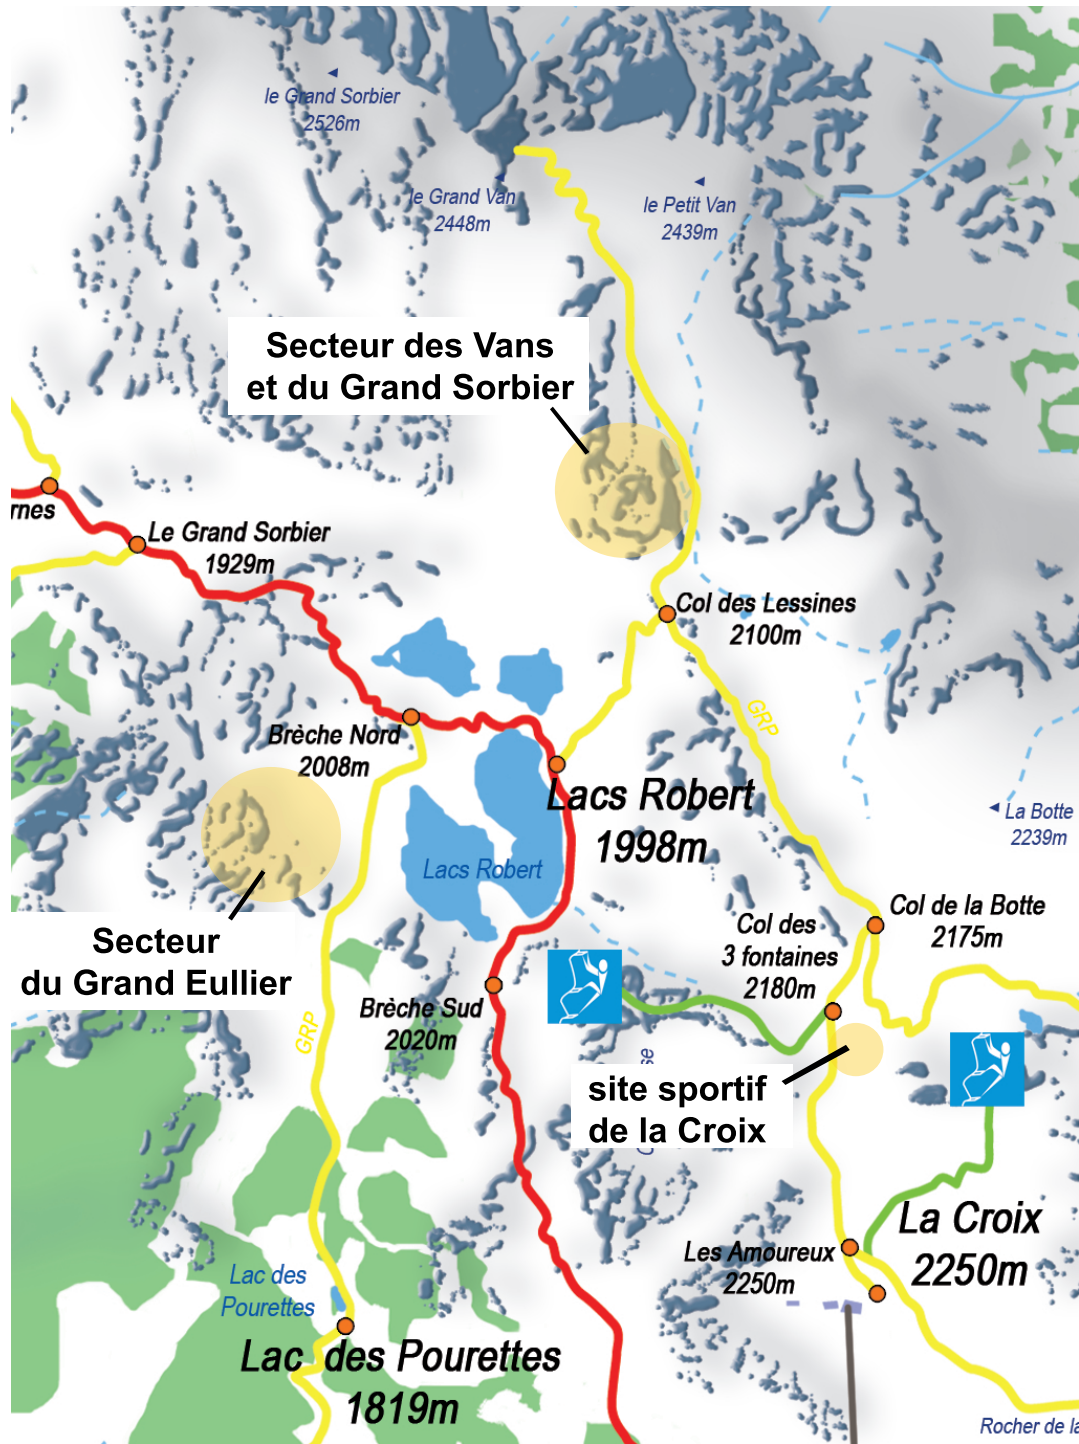 le Grand Sorbier
2526m
le Grand Van
2448m
le Petit Van
2439m
Secteur des Vans
et du Grand Sorbier
rnes
Le Grand Sorbier
1929m
Col des Lessines
2100m
GRP
Brèche Nord
2008m
Lacs Robert
1998m
La Botte
2239m
Lacs Robert
Secteur
du Grand Eullier
Col des
3 fontaines
2180m
Col de la Botte
2175m
Brèche Sud
2020m
GRP
site sportif
de la Croix
La Croix
2250m
Les Amoureux
2250m
Lac des
Pourettes
Lac des Pourettes
1819m
Rocher de la